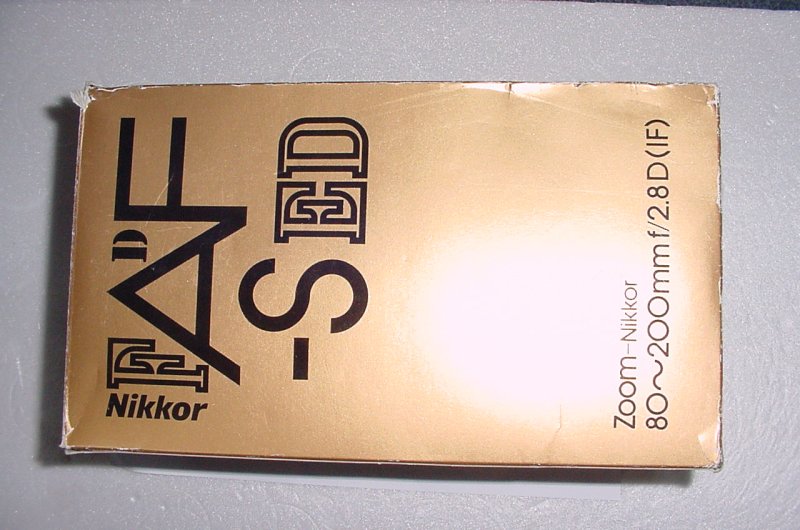 F
Nikkor
AF D
-S ED
Zoom-Nikkor
80~200mm f/2.8D(IF)